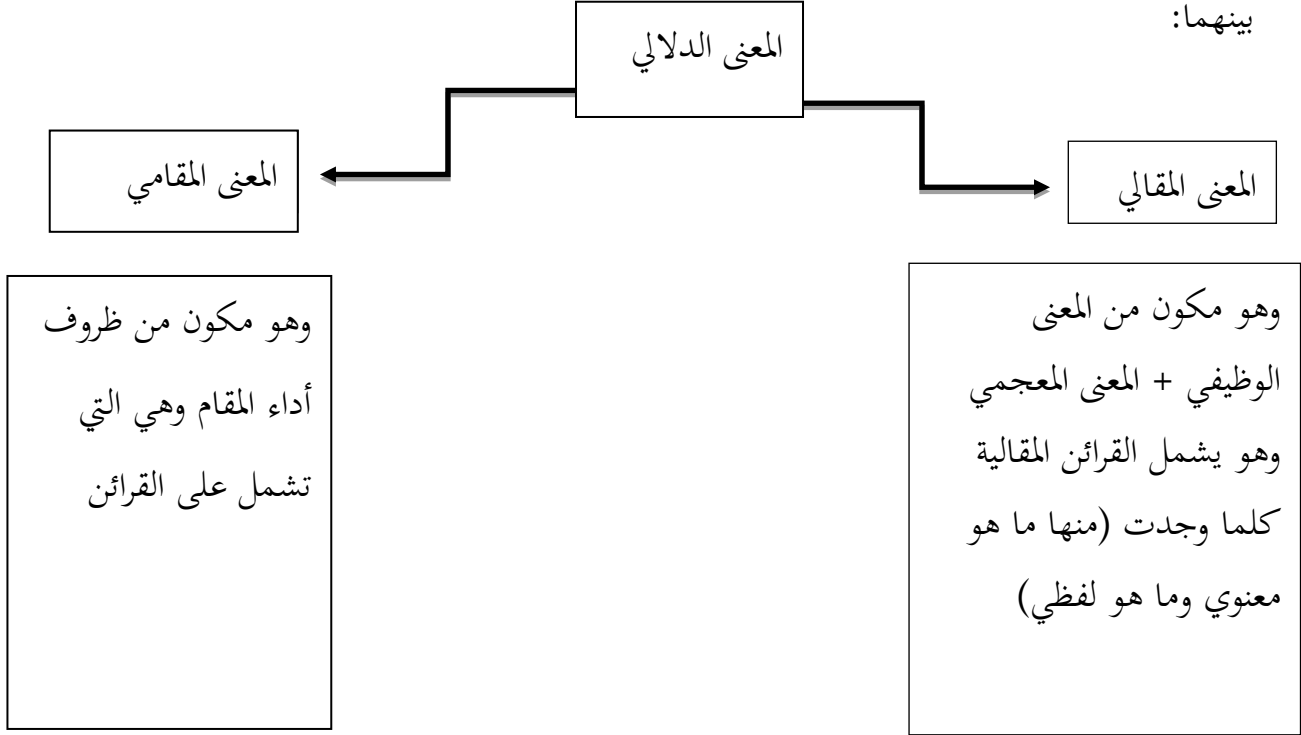 بينهما:
المعنى الدلالي
المعنى المقالي
المعنى المقامي
وهو مكون من المعنى
الوظيفي + المعنى المعجمي
وهو يشمل القرائن المقالية
كلما وجدت (منها ما هو
معنوي وما هو لفظي)
وهو مكون من ظروف
أداء المقام وهي التي
تشمل على القرائن